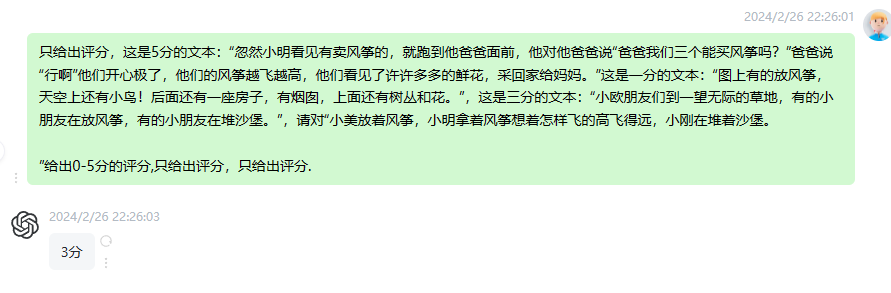 2024/2/26 22:26:01
只给出评分，这是5分的文本：“忽然小明看见有卖风筝的，就跑到他爸爸面前，他对他爸爸说“爸爸我们三个能买风筝吗？”爸爸说
“行啊”他们开心极了，他们的风筝越飞越高，他们看见了许许多多的鲜花，采回家给妈妈。”这是一分的文本：“图上有的放风筝，
天空上还有小鸟！后面还有一座房子，有烟囱，上面还有树丛和花。”，这是三分的文本：“小欧朋友们到一望无际的草地，有的小
朋友在放风筝，有的小朋友在堆沙堡。”，请对“小美放着风筝，小明拿着风筝想着怎样飞的高飞得远，小刚在堆着沙堡。
”给出0-5分的评分,只给出评分，只给出评分.
2024/2/26 22:26:03
3分